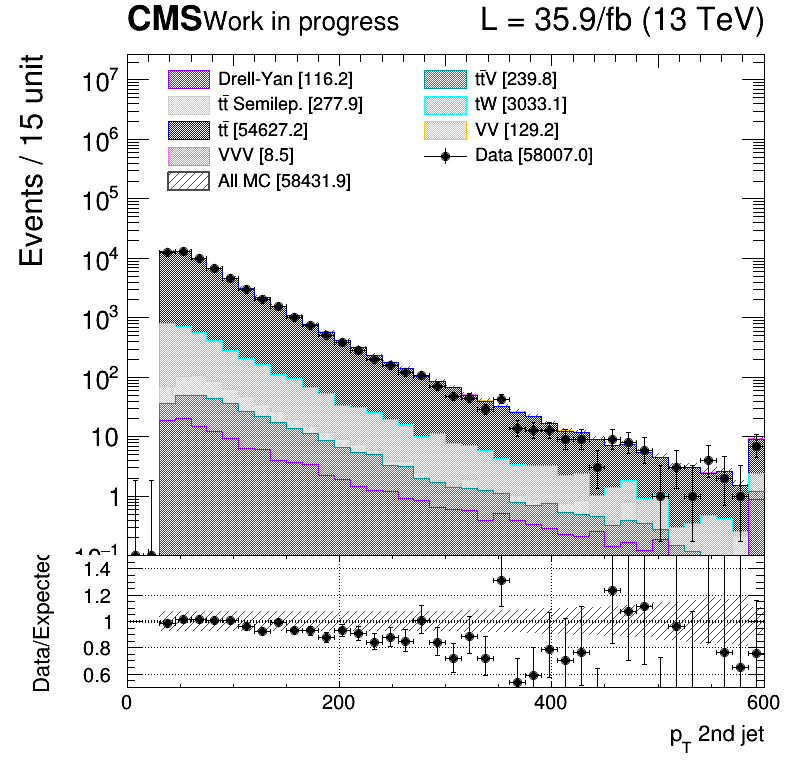 CMS Work in progress L = 35.9/fb (13 TeV)
Events / 15 unit
10⁷
10⁶
10⁵
10⁴
10³
10²
10
1
10⁻¹
Drell-Yan [116.2]
tt̄ Semilep. [277.9]
tt̄ [54627.2]
VVV [8.5]
All MC [58431.9]
tt̄V [239.8]
tW [3033.1]
VV [129.2]
Data [58007.0]
Data/Expected
1.4
1.2
1
0.8
0.6
0 200 400 600
p_T 2nd jet